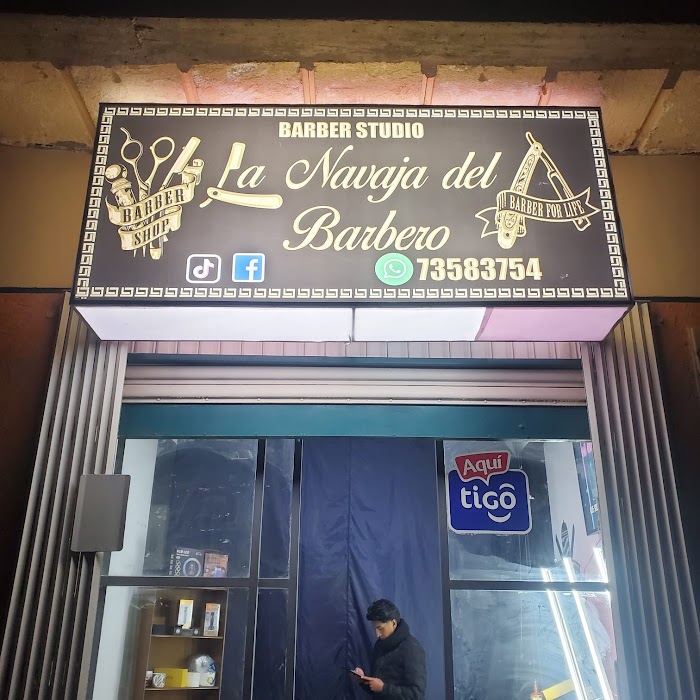 BARBER STUDIO
La Navaja del
Barbero
BARBER
SHOP
BARBER FOR LIFE
73583754
Aquí
tiGO